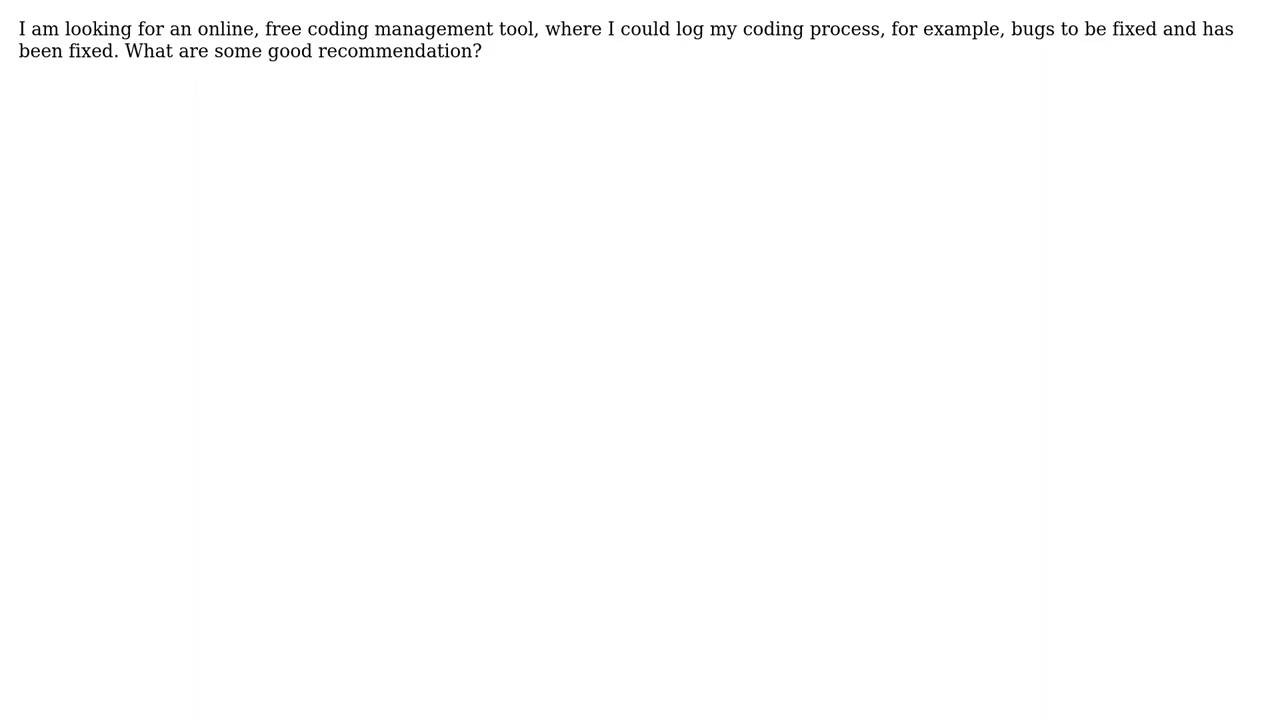 I am looking for an online, free coding management tool, where I could log my coding process, for example, bugs to be fixed and has
been fixed. What are some good recommendation?